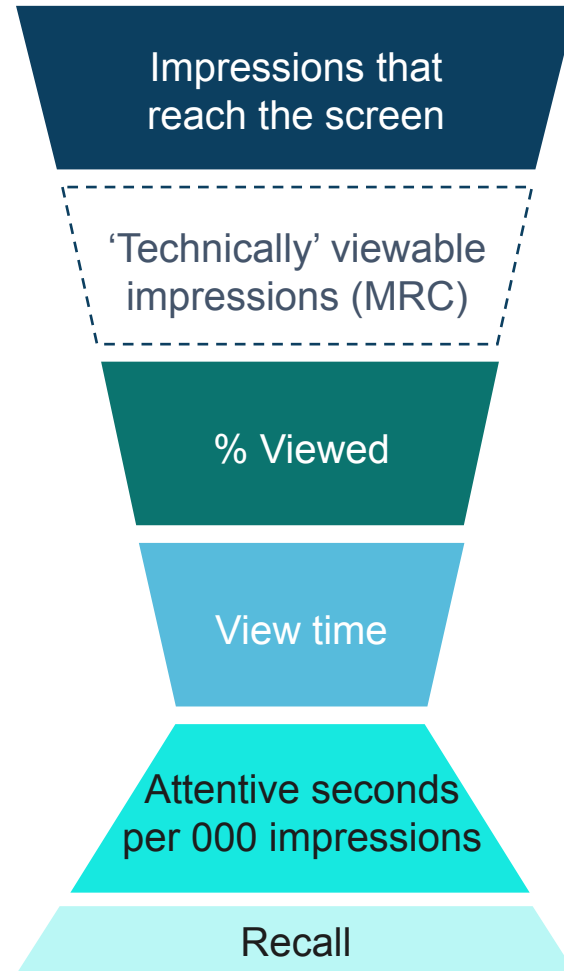 Impressions that
reach the screen
‘Technically’ viewable
impressions (MRC)
% Viewed
View time
Attentive seconds
per 000 impressions
Recall